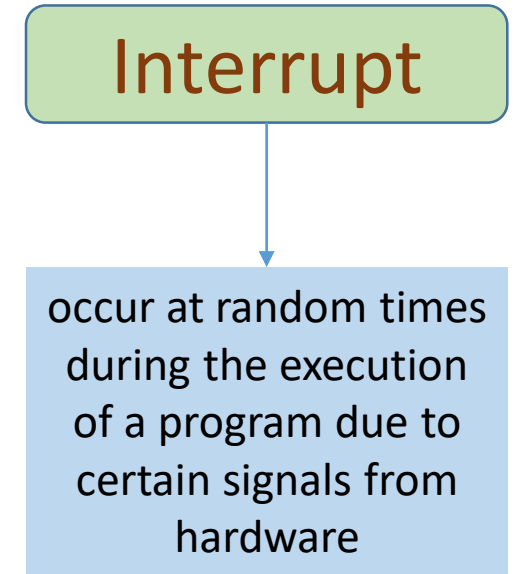 Interrupt
occur at random times
during the execution
of a program due to
certain signals from
hardware